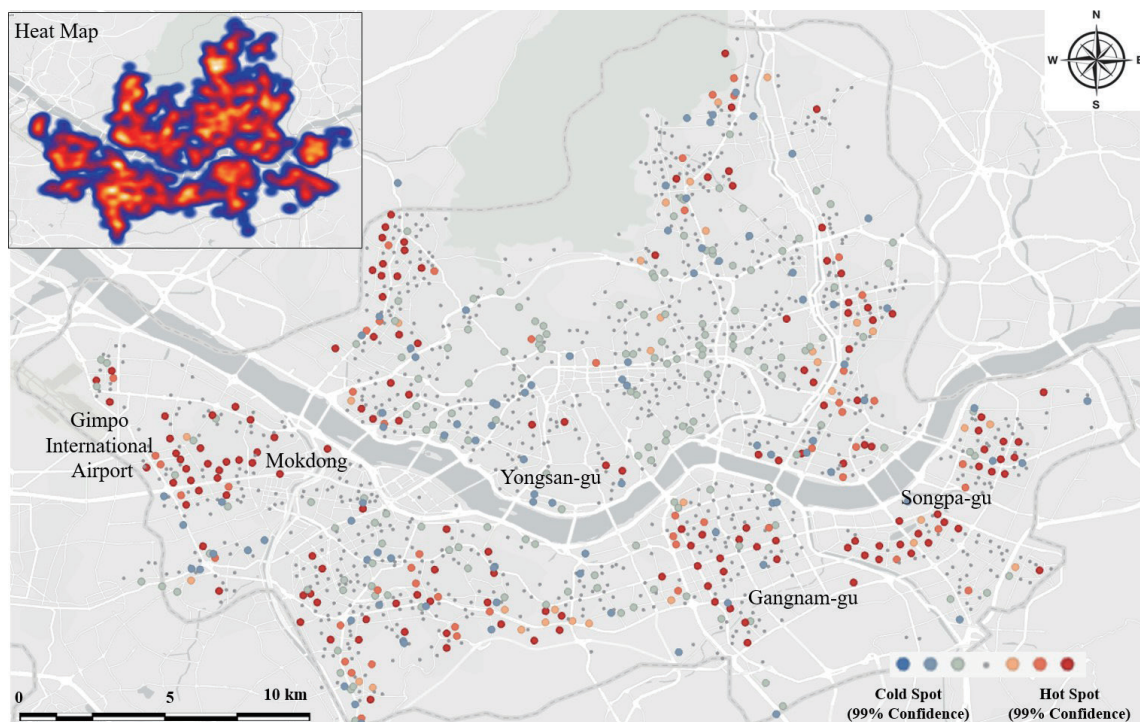 Heat Map
N
W
E
S
Gimpo
International
Airport
Mokdong
Yongsan-gu
Songpa-gu
Gangnam-gu
0
5
10 km
Cold Spot
(99% Confidence)
Hot Spot
(99% Confidence)